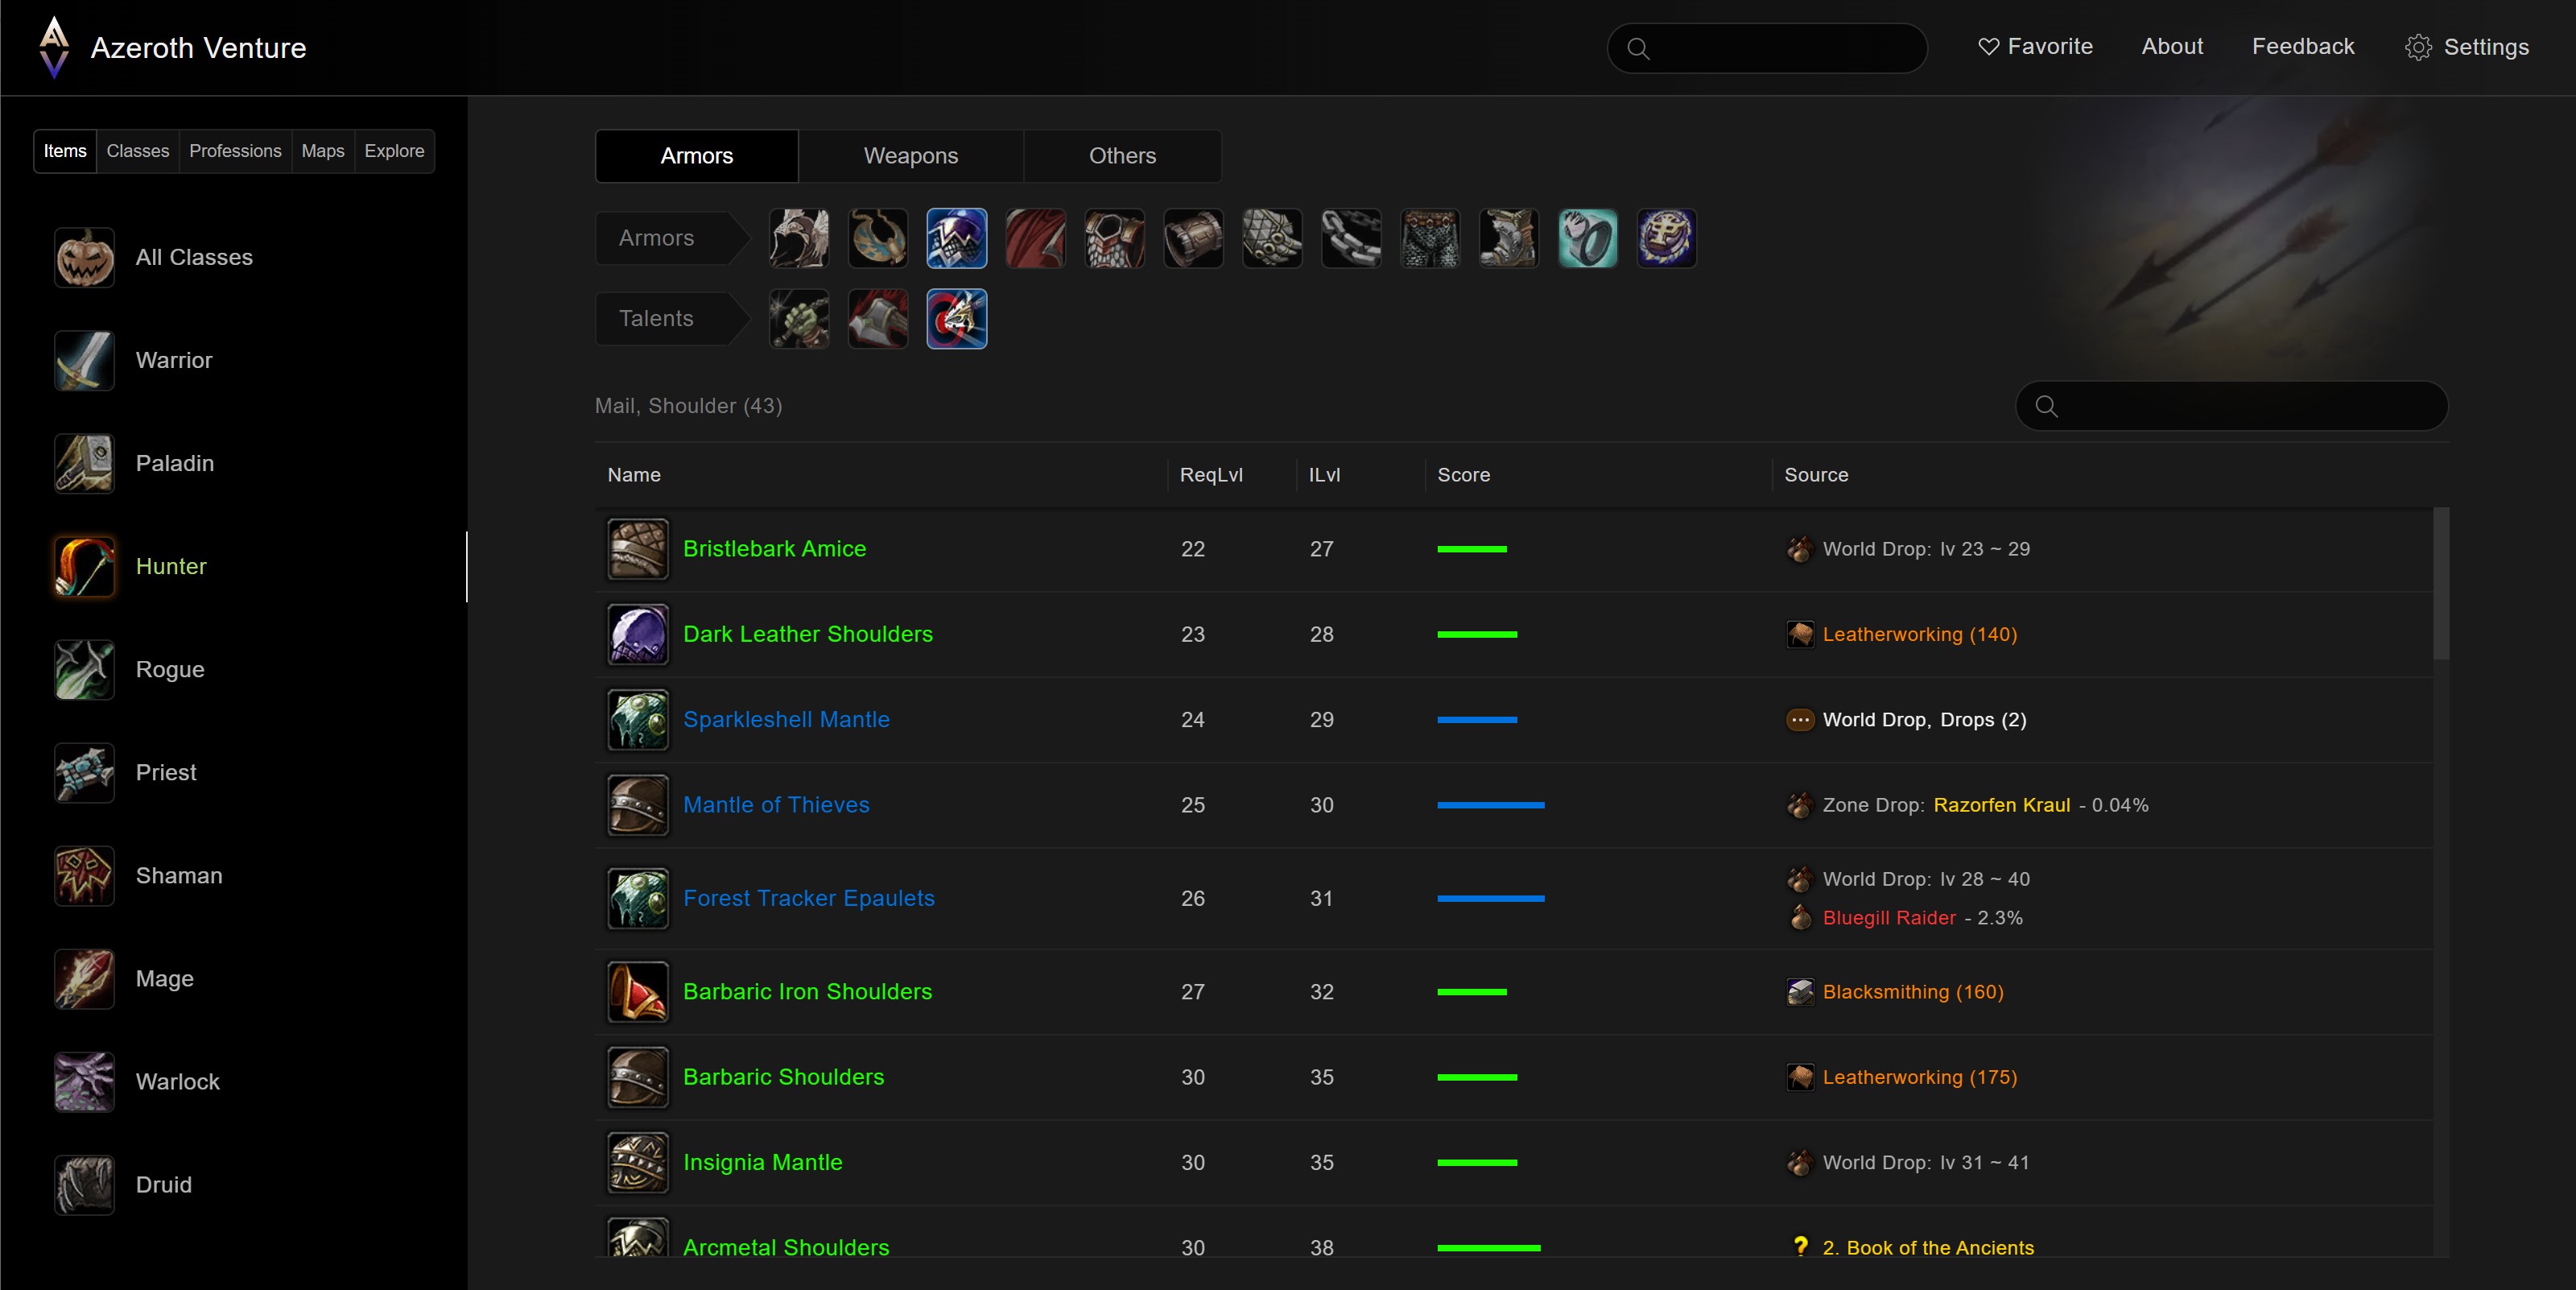 Azeroth Venture
Favorite
About
Feedback
Settings
Items
Classes
Professions
Maps
Explore
All Classes
Warrior
Paladin
Hunter
Rogue
Priest
Shaman
Mage
Warlock
Druid
Armors
Weapons
Others
Armors
Talents
Mail, Shoulder (43)
Name ReqLvl ILvl Score Source
Bristlebark Amice 22 27 World Drop: lv 23 ~ 29
Dark Leather Shoulders 23 28 Leatherworking (140)
Sparkleshell Mantle 24 29 World Drop, Drops (2)
Mantle of Thieves 25 30 Zone Drop: Razorfen Kraul - 0.04%
Forest Tracker Epaulets 26 31 World Drop: lv 28 ~ 40
Bluegill Raider - 2.3%
Barbaric Iron Shoulders 27 32 Blacksmithing (160)
Barbaric Shoulders 30 35 Leatherworking (175)
Insignia Mantle 30 35 World Drop: lv 31 ~ 41
Arcmetal Shoulders 30 38 ? 2. Book of the Ancients